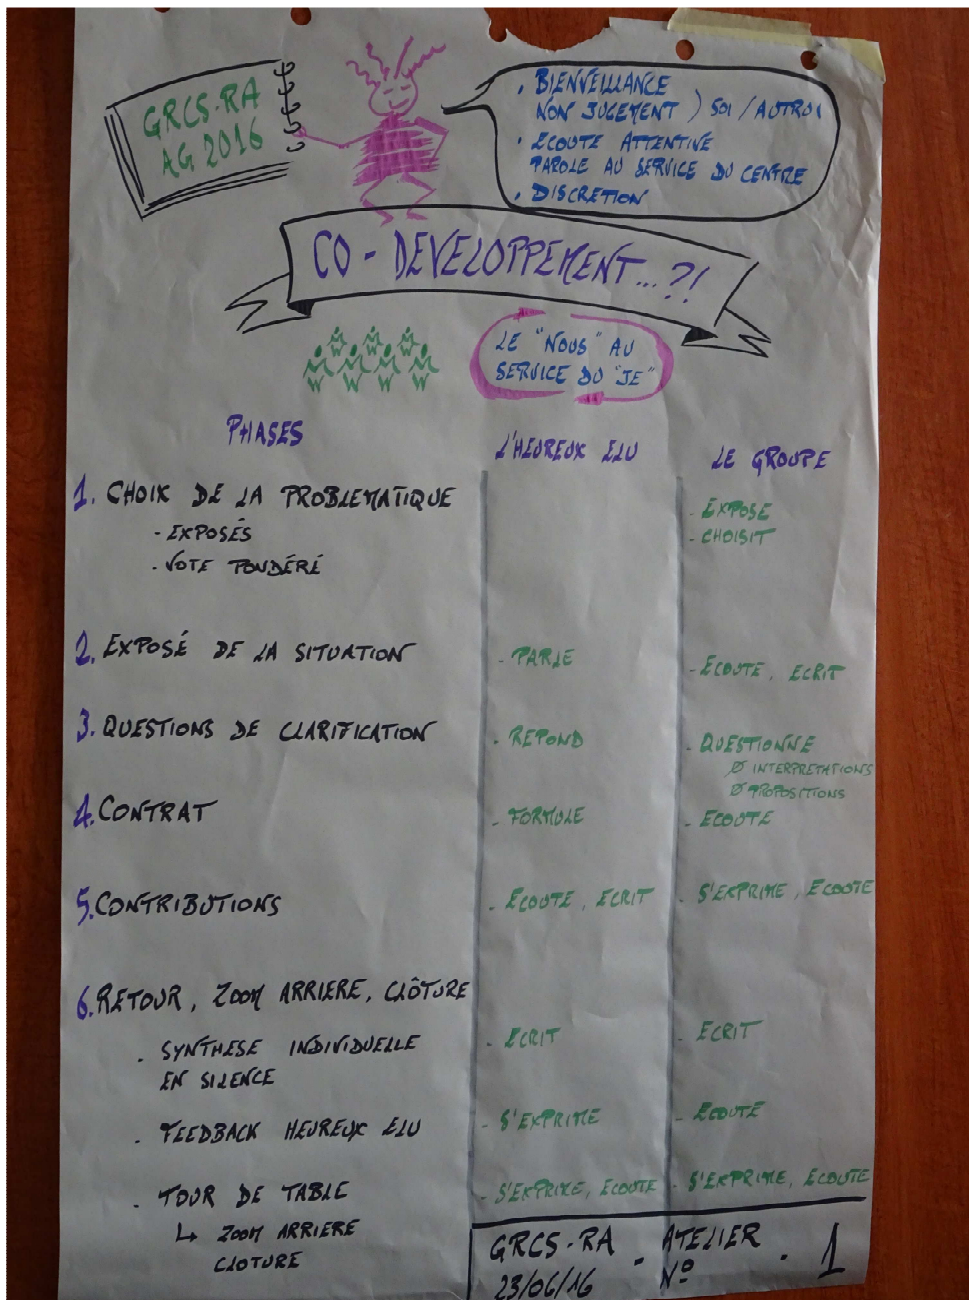 GRCS-RA
AG 2016
. BIENVEILLANCE
NON JUGEMENT ) SOI / AUTRUI
. ECOUTE ATTENTIVE
PAROLE AU SERVICE DU CENTRE
. DISCRETION
CO - DEVELOPPEMENT...?!
LE "NOUS" AU
SERVICE DU "JE"
PHASES
L'HEUREUX ELU
LE GROUPE
1. CHOIX DE LA PROBLEMATIQUE
- EXPOSÉS
- VOTE PONDÉRÉ
- EXPOSE
- CHOISIT
2. EXPOSÉ DE LA SITUATION
- PARLE
- ECOUTE, ECRIT
3. QUESTIONS DE CLARIFICATION
- REPOND
- QUESTIONNE
Ø INTERPRETATIONS
Ø PROPOSITIONS
4. CONTRAT
- FORMULE
- ECOUTE
5. CONTRIBUTIONS
- ECOUTE, ECRIT
- S'EXPRIME, ECOUTE
6. RETOUR, ZOOM ARRIERE, CLÔTURE
. SYNTHESE INDIVIDUELLE
EN SILENCE
- ECRIT
- ECRIT
. FEEDBACK HEUREUX ELU
- S'EXPRIME
- ECOUTE
. TOUR DE TABLE
↳ ZOOM ARRIERE
CLOTURE
- S'EXPRIME, ECOUTE
- S'EXPRIME, ECOUTE
GRCS-RA - ATELIER - 1
23/06/16 N°